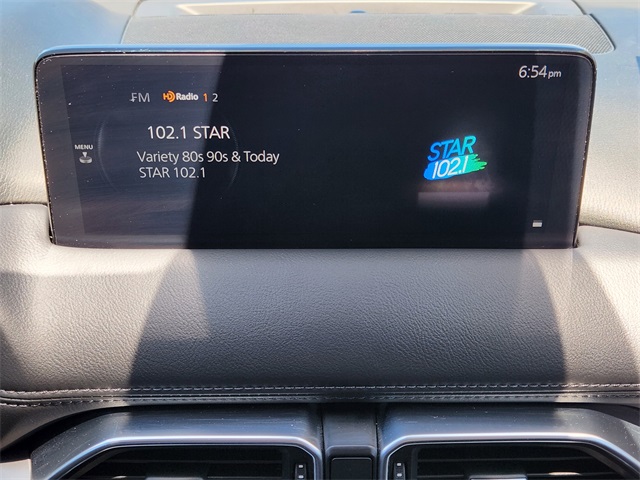 6:54pm
FM HD Radio 1 2
102.1 STAR
MENU
Variety 80s 90s & Today
STAR 102.1
STAR
102.1